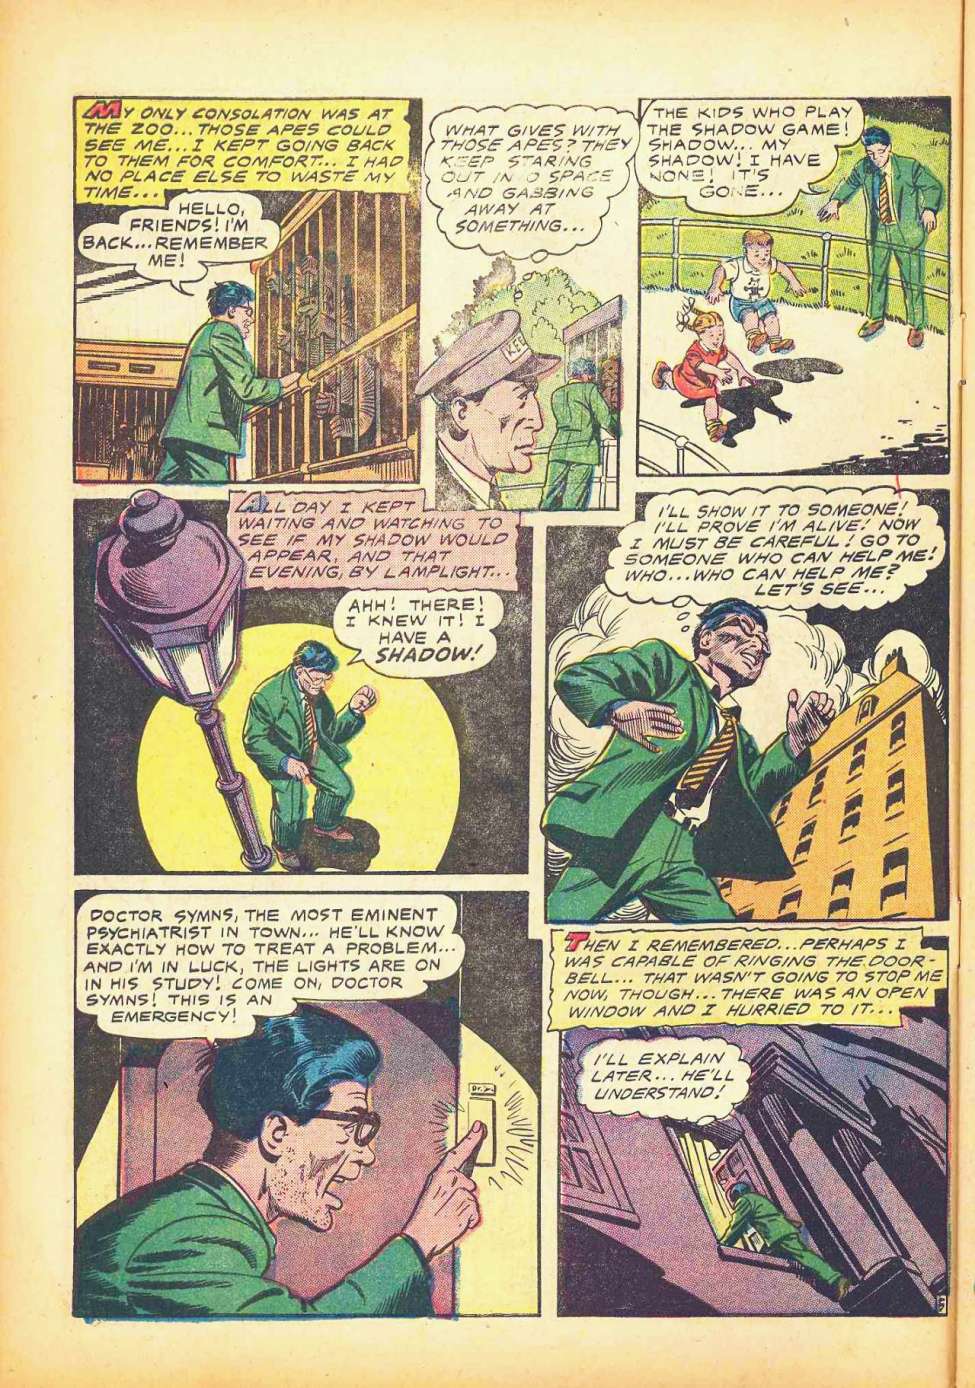 MY ONLY CONSOLATION WAS AT
THE ZOO... THOSE APES COULD
SEE ME... I KEPT GOING BACK
TO THEM FOR COMFORT... I HAD
NO PLACE ELSE TO WASTE MY
TIME...
HELLO,
FRIENDS! I'M
BACK... REMEMBER
ME!
WHAT GIVES WITH
THOSE APES? THEY
KEEP STARING
OUT INTO SPACE
AND GABBING
AWAY AT
SOMETHING...
THE KIDS WHO PLAY
THE SHADOW GAME!
SHADOW... MY
SHADOW! I HAVE
NONE! IT'S
GONE...
ALL DAY I KEPT
WAITING AND WATCHING TO
SEE IF MY SHADOW WOULD
APPEAR, AND THAT
EVENING, BY LAMPLIGHT...
AHH! THERE!
I KNEW IT! I
HAVE A
SHADOW!
I'LL SHOW IT TO SOMEONE!
I'LL PROVE I'M ALIVE! NOW
I MUST BE CAREFUL! GO TO
SOMEONE WHO CAN HELP ME!
WHO... WHO CAN HELP ME?
LET'S SEE...
DOCTOR SYMNS, THE MOST EMINENT
PSYCHIATRIST IN TOWN... HE'LL KNOW
EXACTLY HOW TO TREAT A PROBLEM...
AND I'M IN LUCK, THE LIGHTS ARE ON
IN HIS STUDY! COME ON, DOCTOR
SYMNS! THIS IS AN
EMERGENCY!
Dr.
THEN I REMEMBERED... PERHAPS I
WAS CAPABLE OF RINGING THE DOOR-
BELL... THAT WASN'T GOING TO STOP ME
NOW, THOUGH... THERE WAS AN OPEN
WINDOW AND I HURRIED TO IT...
I'LL EXPLAIN
LATER... HE'LL
UNDERSTAND!
5